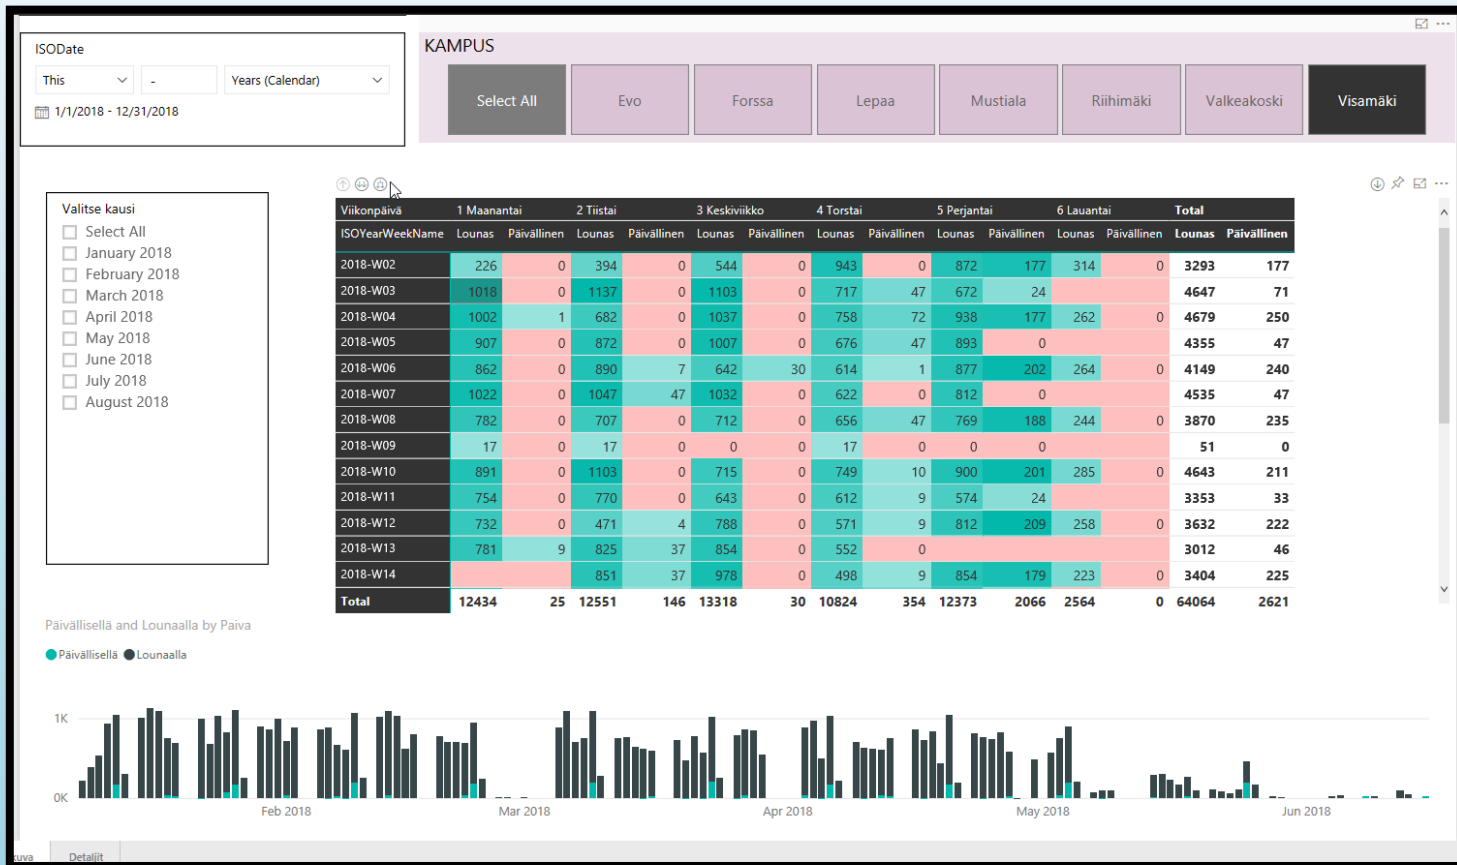 ISODate
This - Years (Calendar)
1/1/2018 - 12/31/2018
KAMPUS
Select All Evo Forssa Lepaa Mustiala Riihimäki Valkeakoski Visamäki
Valitse kausi
Select All
January 2018
February 2018
March 2018
April 2018
May 2018
June 2018
July 2018
August 2018
Viikonpäivä 1 Maanantai 2 Tiistai 3 Keskiviikko 4 Torstai 5 Perjantai 6 Lauantai Total
ISOYearWeekName Lounas Päivällinen Lounas Päivällinen Lounas Päivällinen Lounas Päivällinen Lounas Päivällinen Lounas Päivällinen Lounas Päivällinen
2018-W02 226 0 394 0 544 0 943 0 872 177 314 0 3293 177
2018-W03 1018 0 1137 0 1103 0 717 47 672 24 4647 71
2018-W04 1002 1 682 0 1037 0 758 72 938 177 262 0 4679 250
2018-W05 907 0 872 0 1007 0 676 47 893 0 4355 47
2018-W06 862 0 890 7 642 30 614 1 877 202 264 0 4149 240
2018-W07 1022 0 1047 47 1032 0 622 0 812 0 4535 47
2018-W08 782 0 707 0 712 0 656 47 769 188 244 0 3870 235
2018-W09 17 0 17 0 0 0 17 0 0 0 51 0
2018-W10 891 0 1103 0 715 0 749 10 900 201 285 0 4643 211
2018-W11 754 0 770 0 643 0 612 9 574 24 3353 33
2018-W12 732 0 471 4 788 0 571 9 812 209 258 0 3632 222
2018-W13 781 9 825 37 854 0 552 0 3012 46
2018-W14 851 37 978 0 498 9 854 179 223 0 3404 225
Total 12434 25 12551 146 13318 30 10824 354 12373 2066 2564 0 64064 2621
Päivällisellä and Lounaalla by Paiva
Päivällisellä Lounaalla
1K
0K
Feb 2018 Mar 2018 Apr 2018 May 2018 Jun 2018
kuva Detaljit